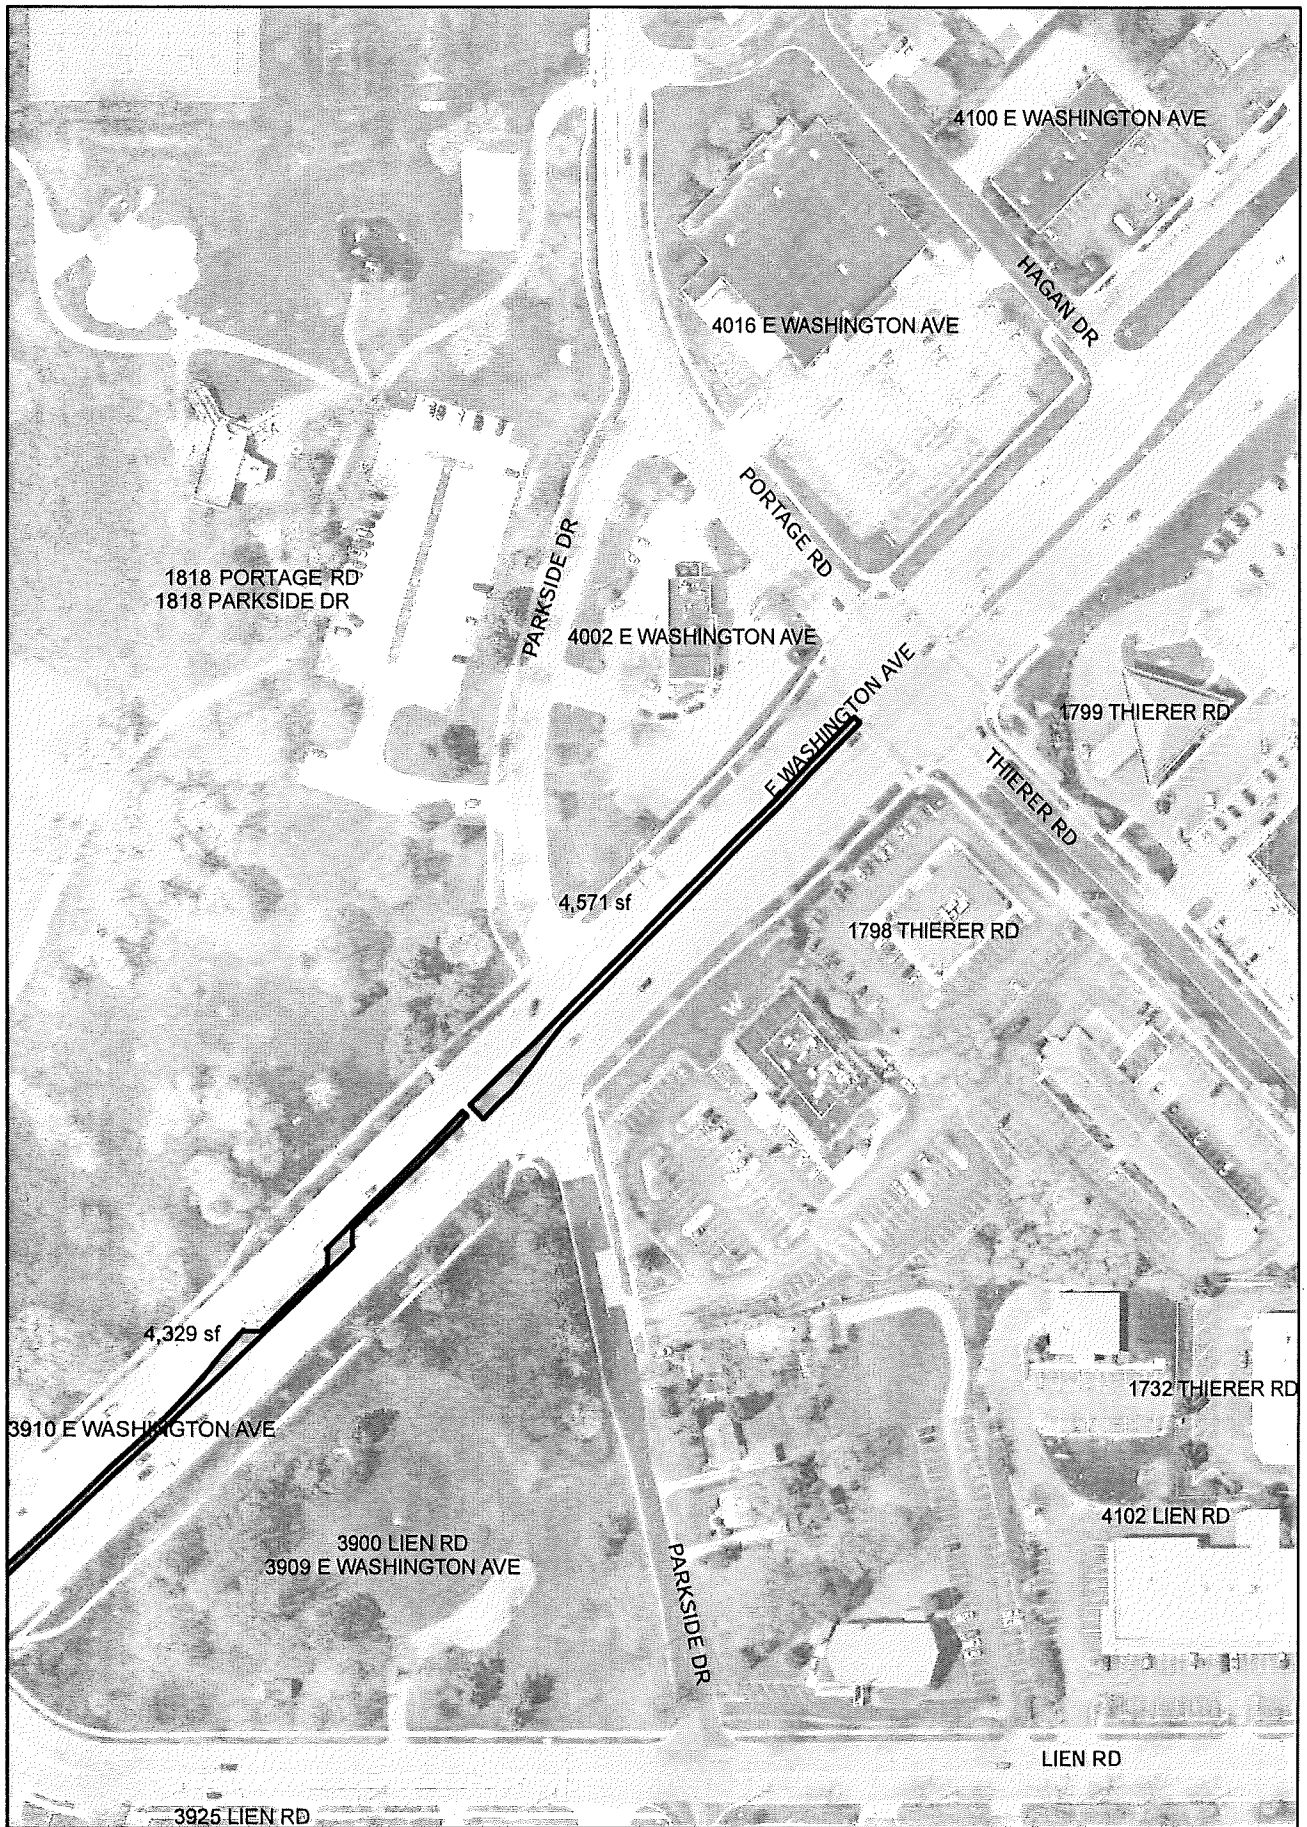 4100 E WASHINGTON AVE
HAGAN DR
4016 E WASHINGTON AVE
PORTAGE RD
PARKSIDE DR
1818 PORTAGE RD
1818 PARKSIDE DR
4002 E WASHINGTON AVE
E WASHINGTON AVE
1799 THIERER RD
THIERER RD
4,571 sf
1798 THIERER RD
4,329 sf
1732 THIERER RD
3910 E WASHINGTON AVE
4102 LIEN RD
3900 LIEN RD
3909 E WASHINGTON AVE
PARKSIDE DR
LIEN RD
3925 LIEN RD